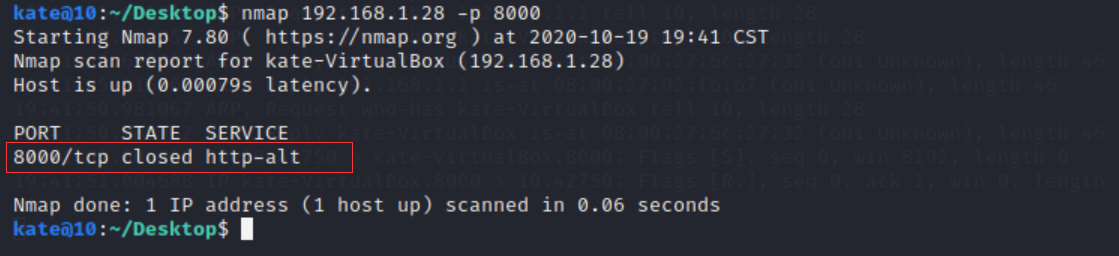 kate@10:~/Desktop$ nmap 192.168.1.28 -p 8000
Starting Nmap 7.80 ( https://nmap.org ) at 2020-10-19 19:41 CST
Nmap scan report for kate-VirtualBox (192.168.1.28)
Host is up (0.00079s latency).
PORT     STATE  SERVICE
8000/tcp closed http-alt
Nmap done: 1 IP address (1 host up) scanned in 0.06 seconds
kate@10:~/Desktop$